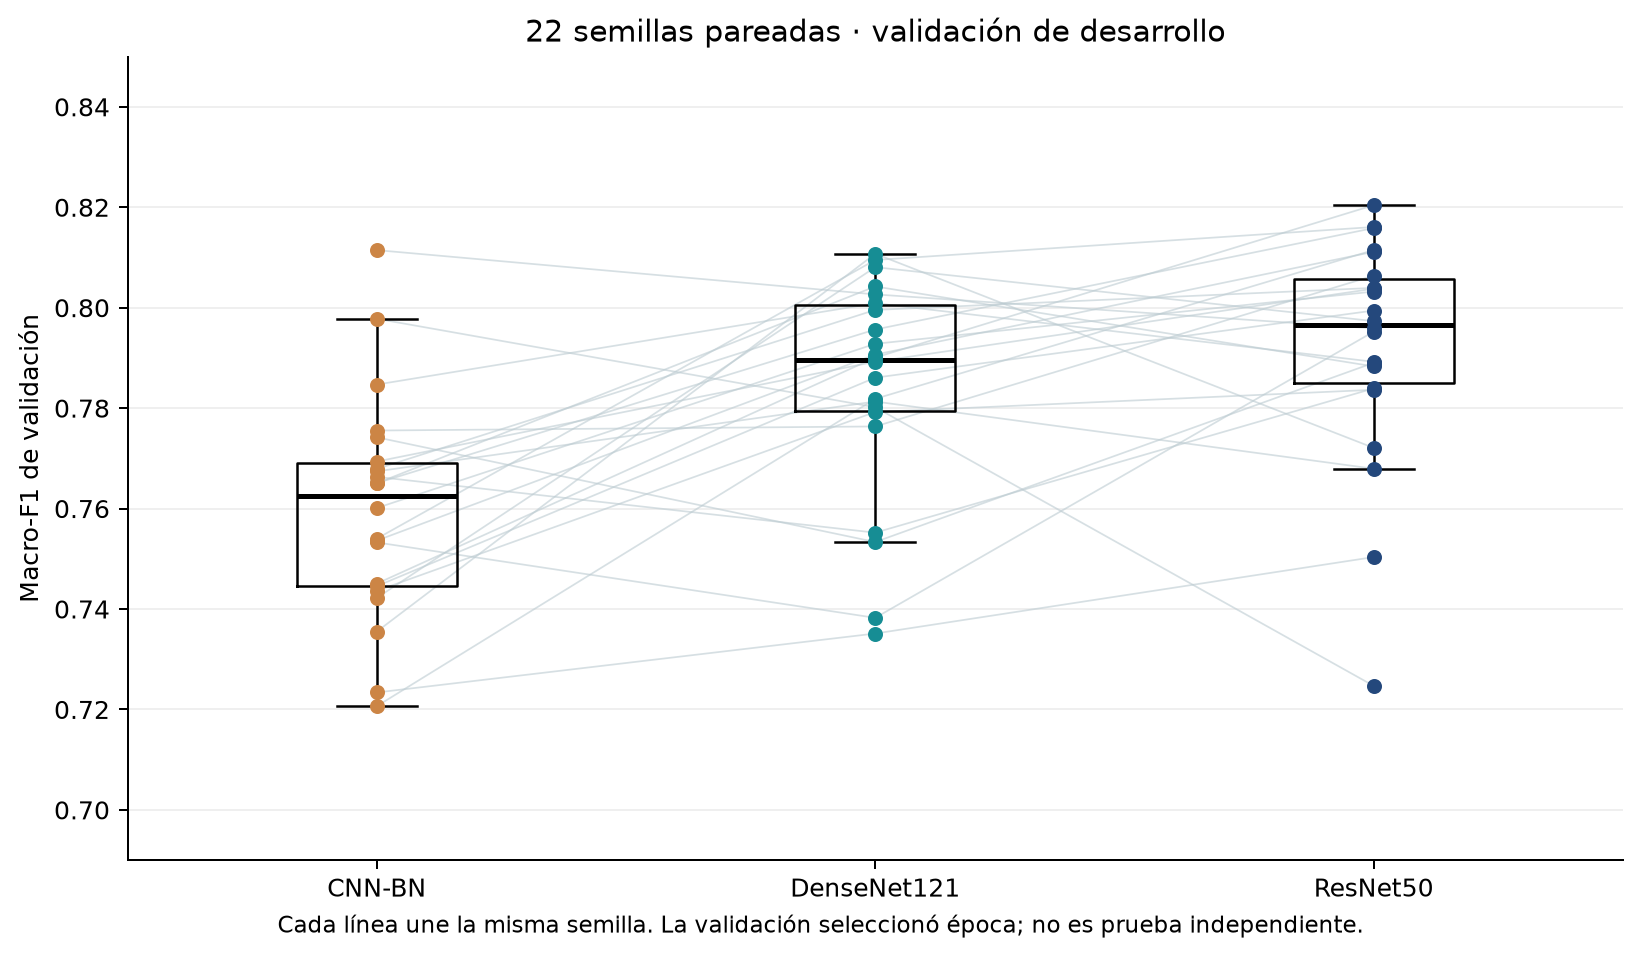 22 semillas pareadas · validación de desarrollo
Macro-F1 de validación
0.84
0.82
0.80
0.78
0.76
0.74
0.72
0.70
CNN-BN DenseNet121 ResNet50
Cada línea une la misma semilla. La validación seleccionó época; no es prueba independiente.